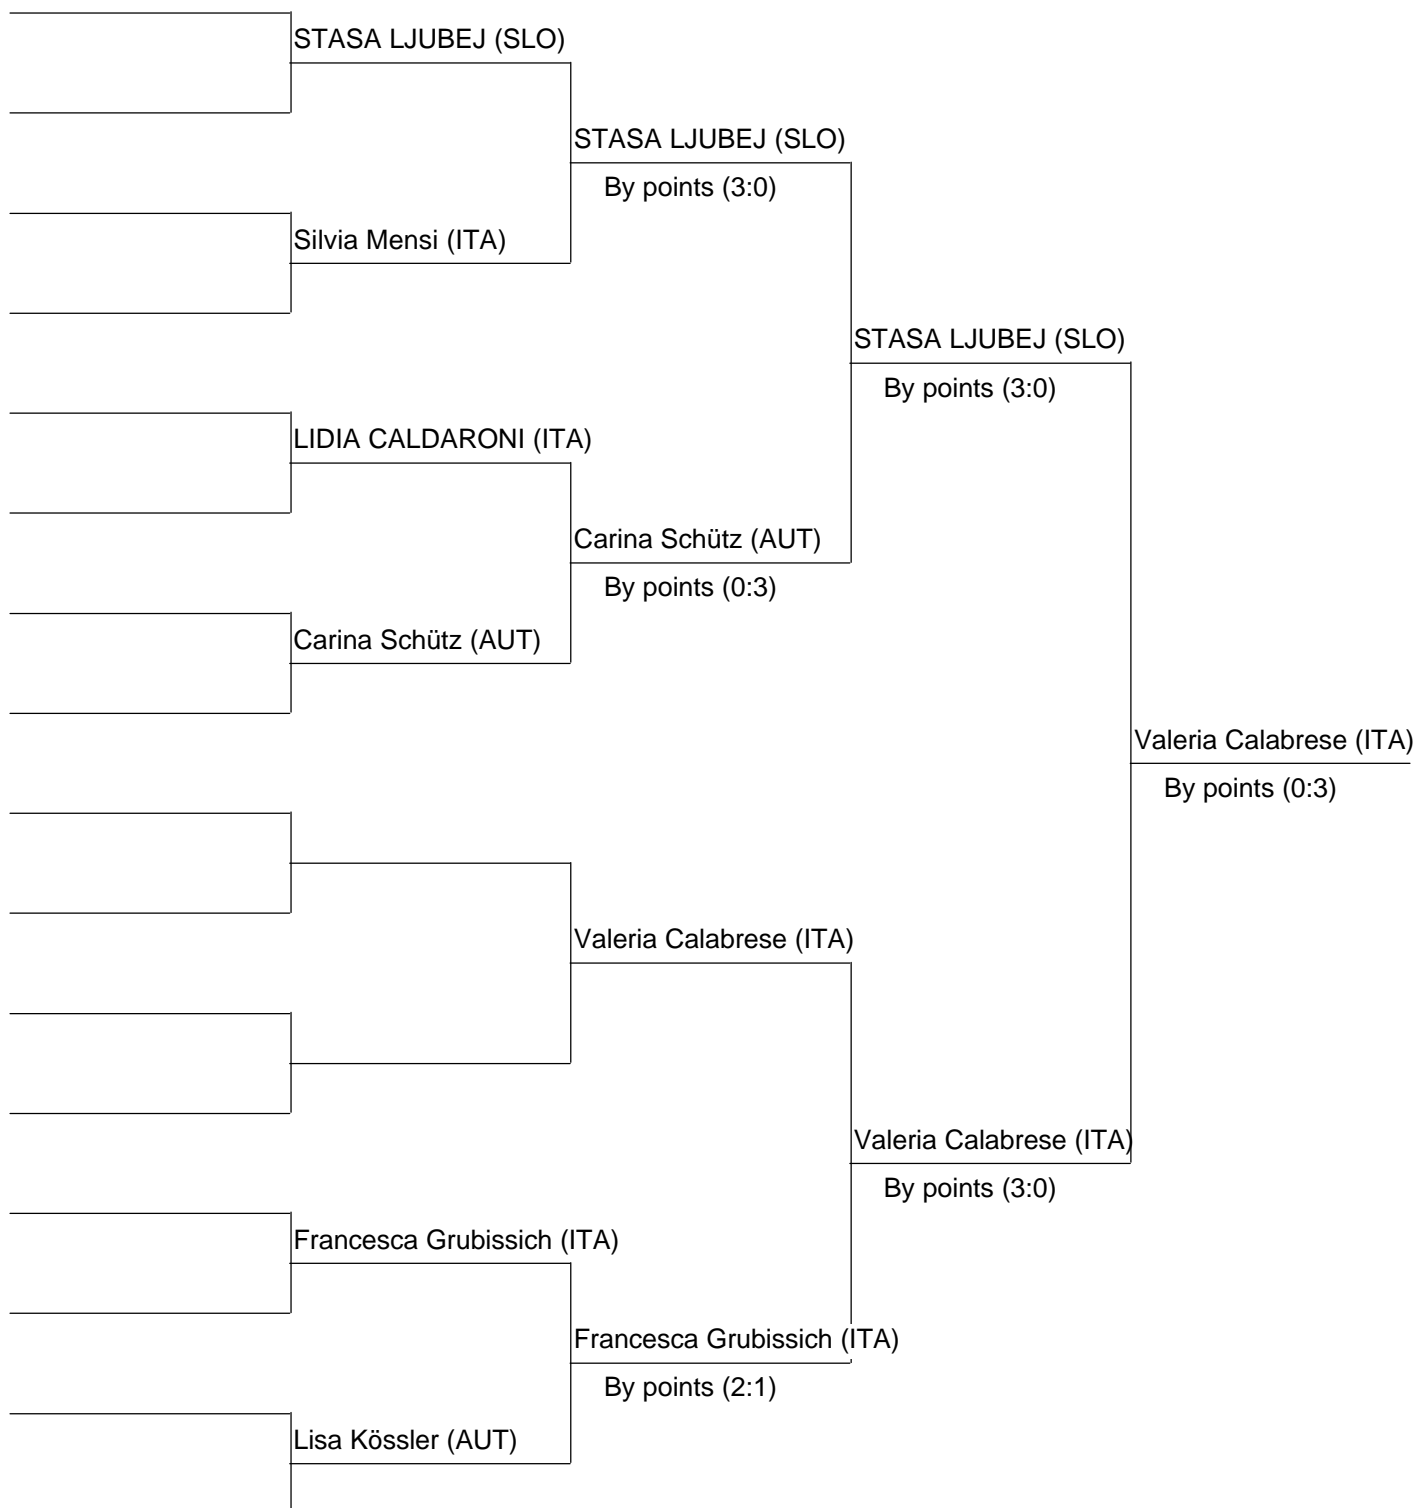 STASA LJUBEJ (SLO)
STASA LJUBEJ (SLO)
By points (3:0)
Silvia Mensi (ITA)
STASA LJUBEJ (SLO)
By points (3:0)
LIDIA CALDARONI (ITA)
Carina Schütz (AUT)
By points (0:3)
Carina Schütz (AUT)
Valeria Calabrese (ITA)
By points (0:3)
Valeria Calabrese (ITA)
Valeria Calabrese (ITA)
By points (3:0)
Francesca Grubissich (ITA)
Francesca Grubissich (ITA)
By points (2:1)
Lisa Kössler (AUT)